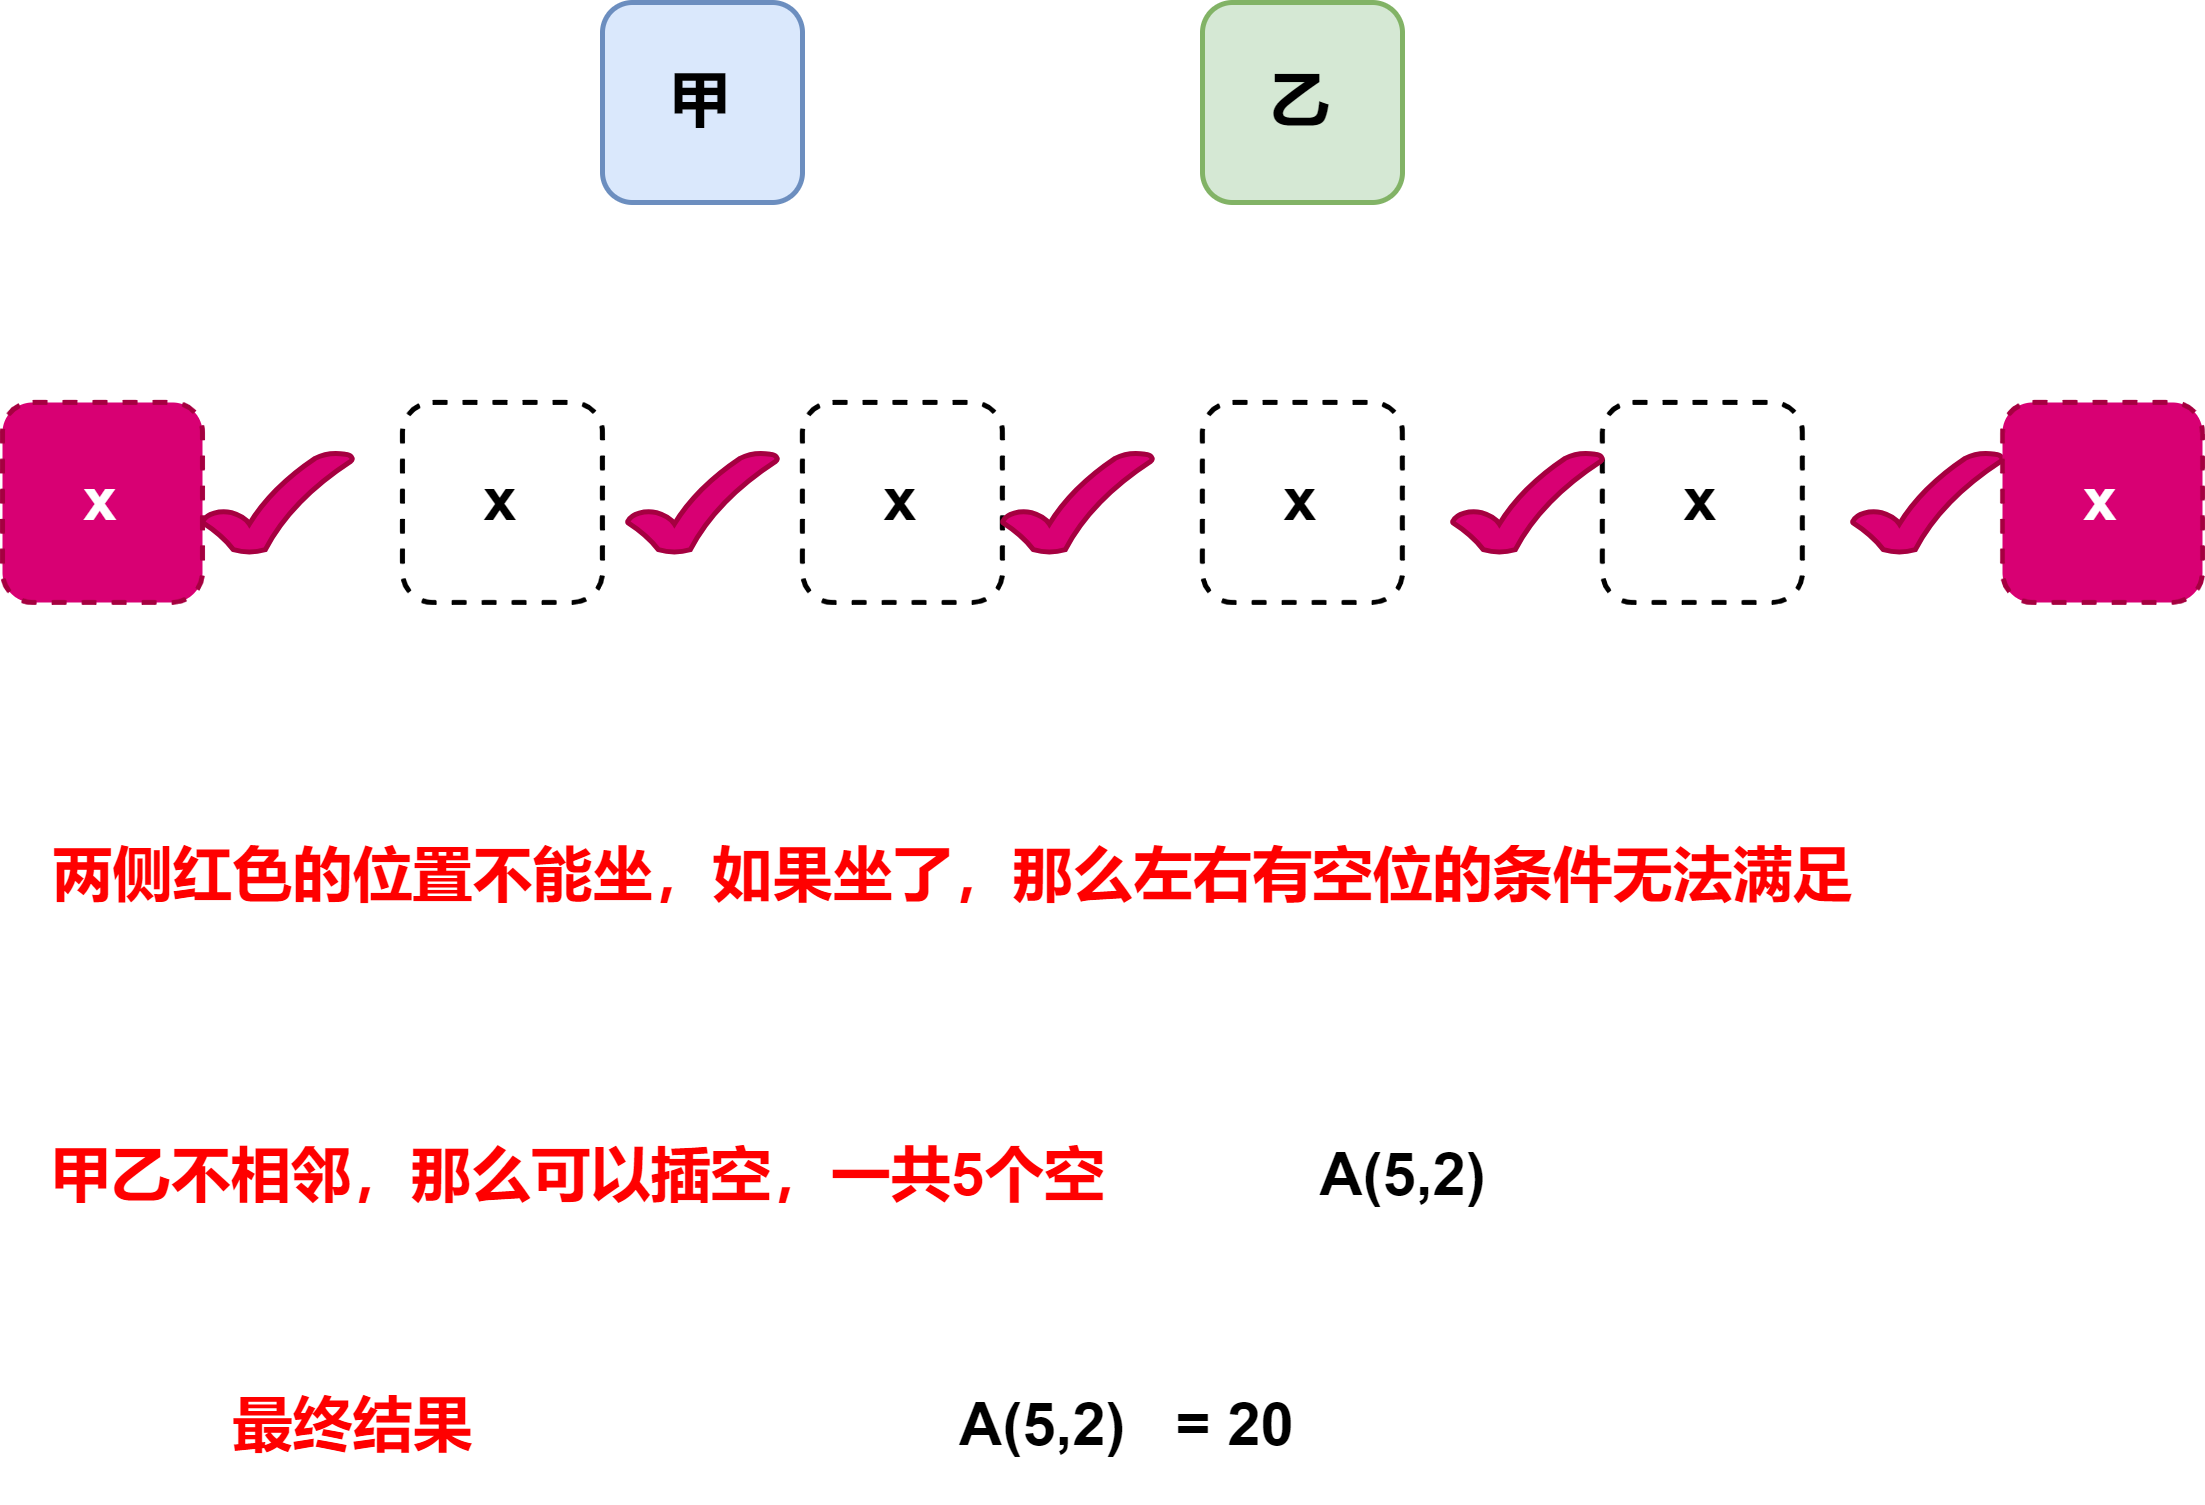 甲 乙
x x x x x x
两侧红色的位置不能坐，如果坐了，那么左右有空位的条件无法满足
甲乙不相邻，那么可以插空，一共5个空 A(5,2)
最终结果 A(5,2) = 20